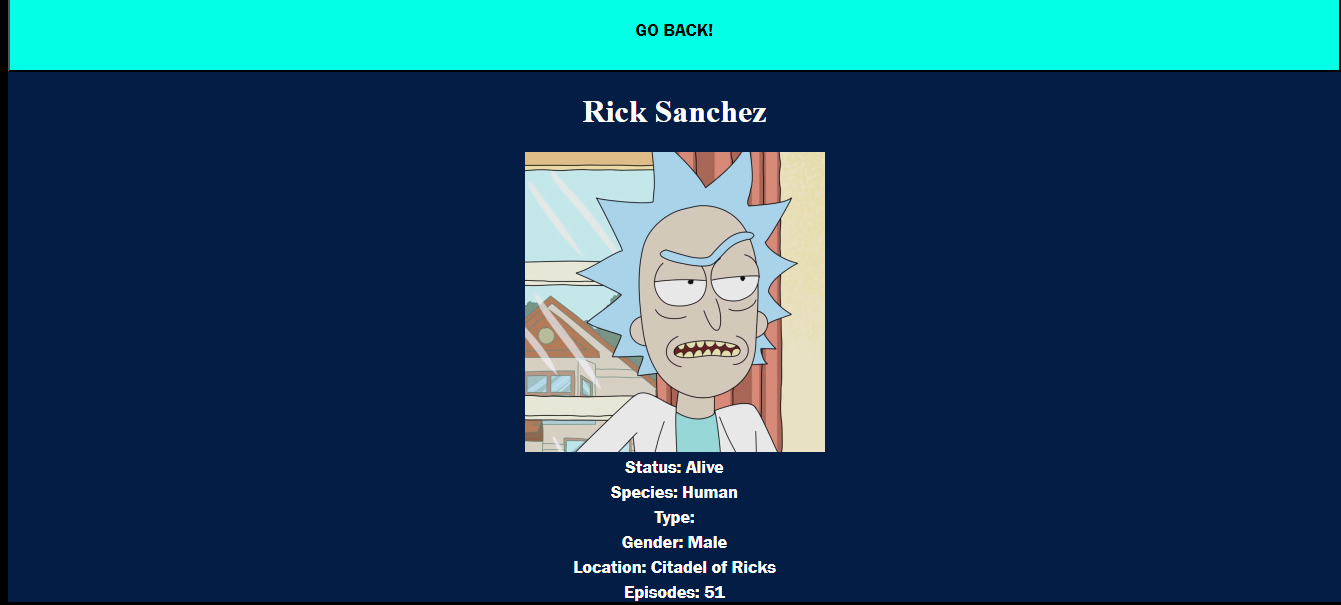 GO BACK!
Rick Sanchez
Status: Alive
Species: Human
Type:
Gender: Male
Location: Citadel of Ricks
Episodes: 51